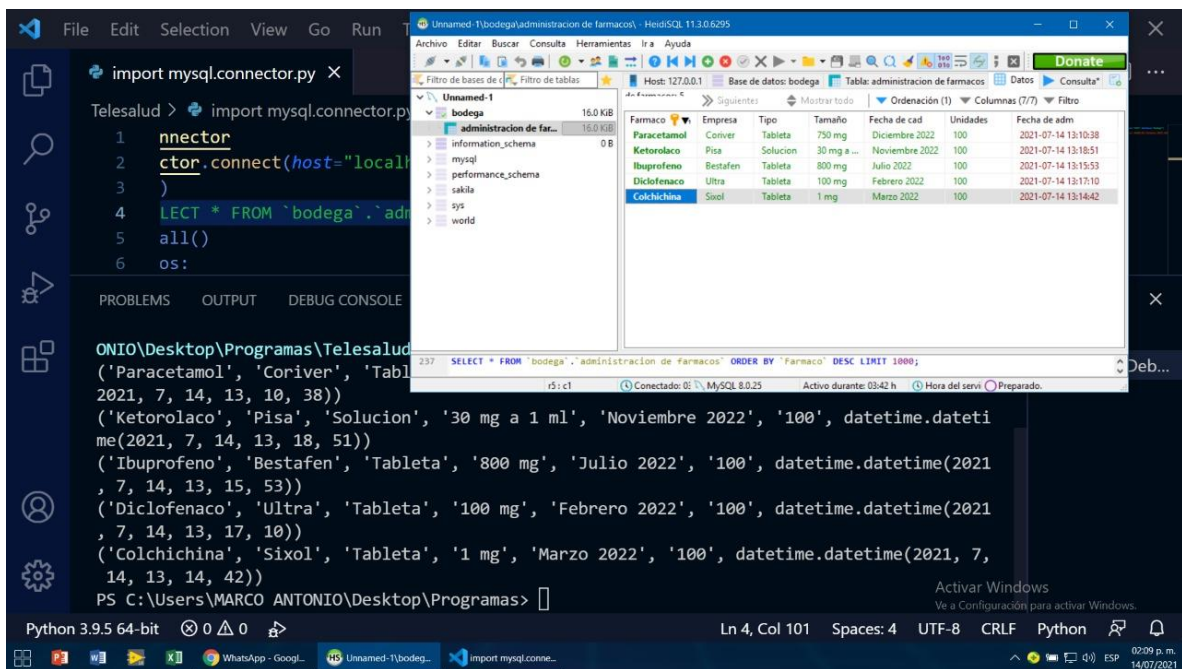 File Edit Selection View Go Run
Unnamed-1\bodega\administracion de farmacos\ - HeidiSQL 11.3.0.6295
Archivo Editar Buscar Consulta Herramientas Ir a Ayuda
Donate
Filtro de bases de Filtro de tablas
Host: 127.0.0.1 Base de datos: bodega Tabla: administracion de farmacos Datos Consulta*
Siguientes Mostrar todo Ordenación (1) Columnas (7/7) Filtro
Unnamed-1
bodega 16.0 KiB
administracion de far... 16.0 KiB
information_schema 0 B
mysql
performance_schema
sakila
sys
world
Farmaco Empresa Tipo Tamaño Fecha de cad Unidades Fecha de adm
Paracetamol Coriver Tableta 750 mg Diciembre 2022 100 2021-07-14 13:10:38
Ketorolaco Pisa Solucion 30 mg a ... Noviembre 2022 100 2021-07-14 13:18:51
Ibuprofeno Bestafen Tableta 800 mg Julio 2022 100 2021-07-14 13:15:53
Diclofenaco Ultra Tableta 100 mg Febrero 2022 100 2021-07-14 13:17:10
Colchichina Sixol Tableta 1 mg Marzo 2022 100 2021-07-14 13:14:42
237 SELECT * FROM `bodega`.`administracion de farmacos` ORDER BY `Farmaco` DESC LIMIT 1000;
r5 : c1 Conectado: MySQL 8.0.25 Activo durante: 03:42 h Hora del servi Preparado.
import mysql.connector.py
Telesalud > import mysql.connector.py
1 nnector
2 ctor.connect(host="local
3 )
4 LECT * FROM `bodega`.`adm
5 all()
6 os:
PROBLEMS OUTPUT DEBUG CONSOLE
Deb...
ONIO\Desktop\Programas\Telesalud
('Paracetamol', 'Coriver', 'Tabl
2021, 7, 14, 13, 10, 38))
('Ketorolaco', 'Pisa', 'Solucion', '30 mg a 1 ml', 'Noviembre 2022', '100', datetime.dateti
me(2021, 7, 14, 13, 18, 51))
('Ibuprofeno', 'Bestafen', 'Tableta', '800 mg', 'Julio 2022', '100', datetime.datetime(2021
, 7, 14, 13, 15, 53))
('Diclofenaco', 'Ultra', 'Tableta', '100 mg', 'Febrero 2022', '100', datetime.datetime(2021
, 7, 14, 13, 17, 10))
('Colchichina', 'Sixol', 'Tableta', '1 mg', 'Marzo 2022', '100', datetime.datetime(2021, 7,
14, 13, 14, 42))
PS C:\Users\MARCO ANTONIO\Desktop\Programas>
Activar Windows
Ve a Configuración para activar Windows.
Python 3.9.5 64-bit 0 0 Ln 4, Col 101 Spaces: 4 UTF-8 CRLF Python
WhatsApp - Googl... Unnamed-1\bodeg... import mysql.conne... ESP 02:09 p. m.
14/07/2021